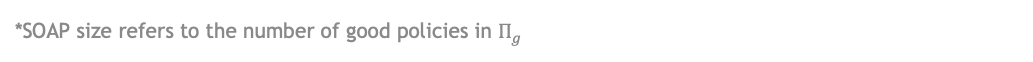 *SOAP size refers to the number of good policies in Π_g